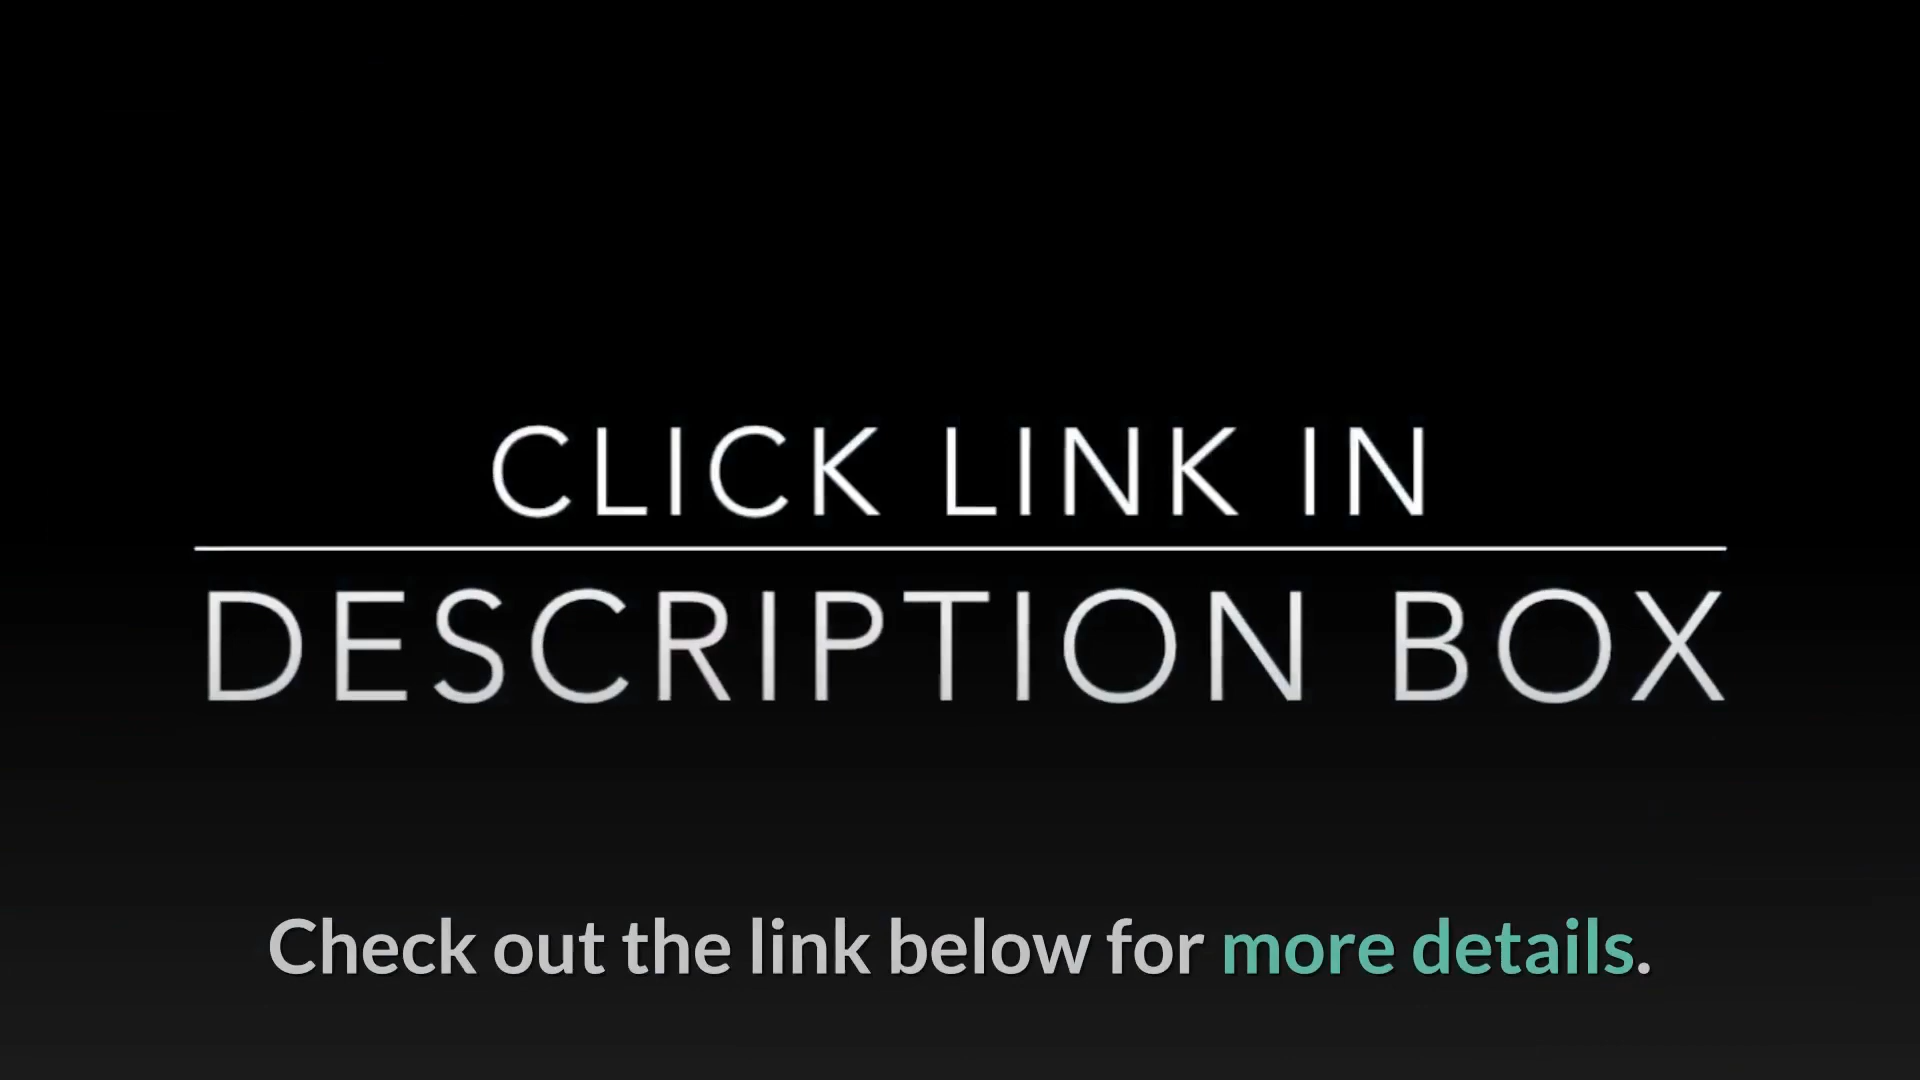 CLICK LINK IN
DESCRIPTION BOX
Check out the link below for more details.